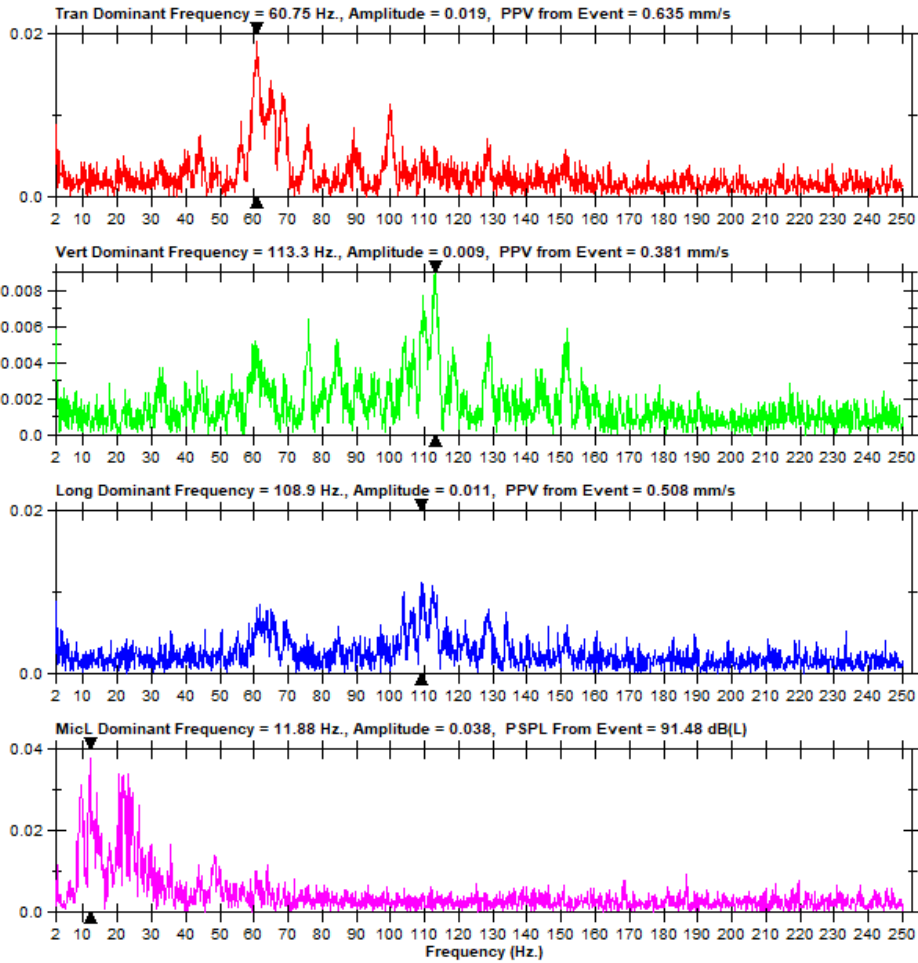 Tran Dominant Frequency = 60.75 Hz., Amplitude = 0.019, PPV from Event = 0.635 mm/s
0.02
0.0
2 10 20 30 40 50 60 70 80 90 100 110 120 130 140 150 160 170 180 190 200 210 220 230 240 250
Vert Dominant Frequency = 113.3 Hz., Amplitude = 0.009, PPV from Event = 0.381 mm/s
0.008
0.006
0.004
0.002
0.0
2 10 20 30 40 50 60 70 80 90 100 110 120 130 140 150 160 170 180 190 200 210 220 230 240 250
Long Dominant Frequency = 108.9 Hz., Amplitude = 0.011, PPV from Event = 0.508 mm/s
0.02
0.0
2 10 20 30 40 50 60 70 80 90 100 110 120 130 140 150 160 170 180 190 200 210 220 230 240 250
MicL Dominant Frequency = 11.88 Hz., Amplitude = 0.038, PSPL From Event = 91.48 dB(L)
0.04
0.02
0.0
2 10 20 30 40 50 60 70 80 90 100 110 120 130 140 150 160 170 180 190 200 210 220 230 240 250
Frequency (Hz.)